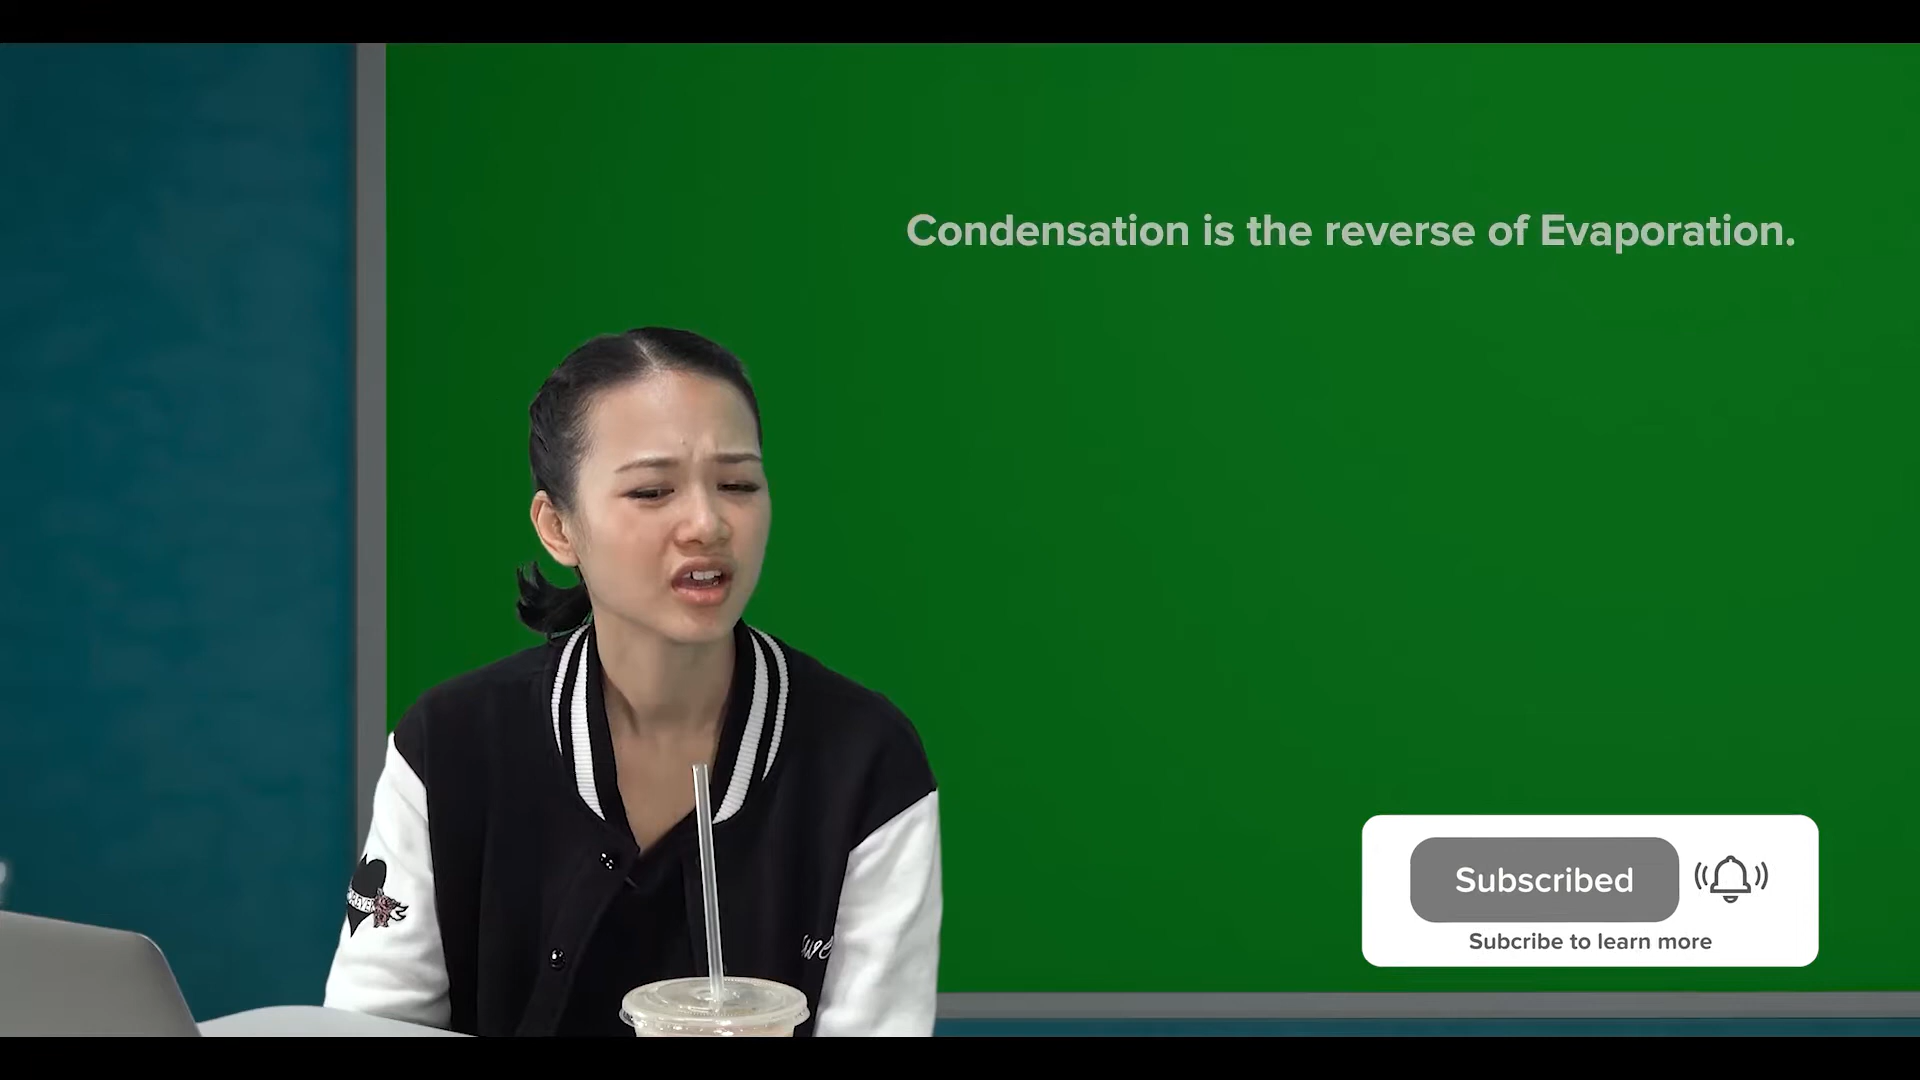 Condensation is the reverse of Evaporation.
Subscribed
Subcribe to learn more